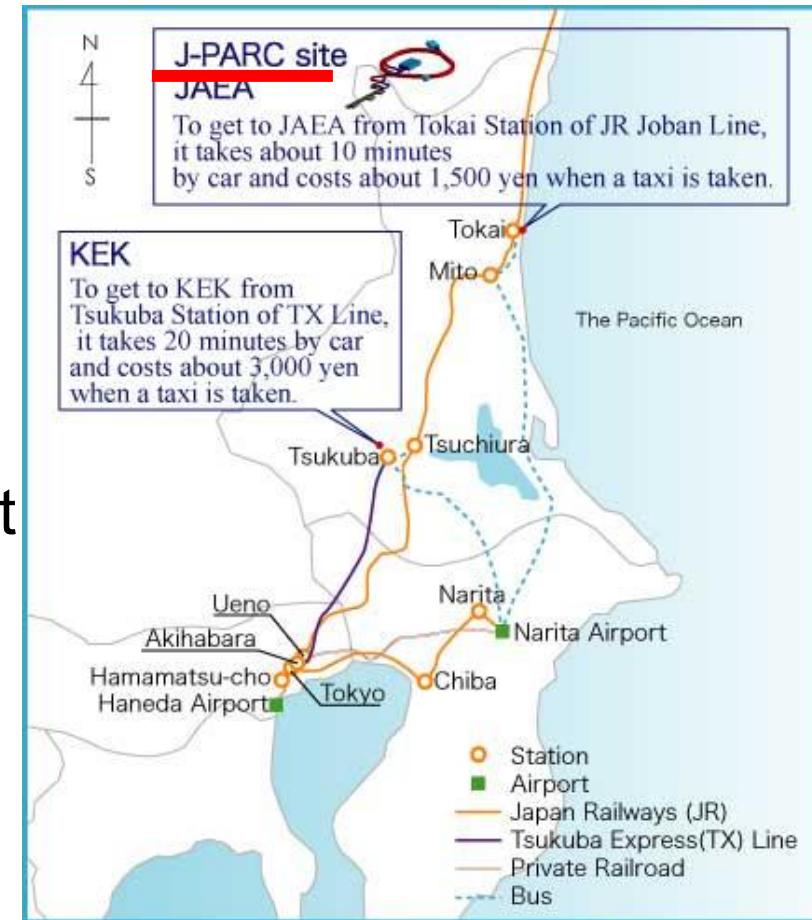 N
S
J-PARC site
JAEA
To get to JAEA from Tokai Station of JR Joban Line,
it takes about 10 minutes
by car and costs about 1,500 yen when a taxi is taken.
Tokai
Mito
KEK
To get to KEK from
Tsukuba Station of TX Line,
it takes 20 minutes by car
and costs about 3,000 yen
when a taxi is taken.
The Pacific Ocean
Tsukuba
Tsuchiura
t
Ueno
Akihabara
Hamamatsu-cho
Haneda Airport
Tokyo
Narita
Narita Airport
Chiba
Station
Airport
Japan Railways (JR)
Tsukuba Express(TX) Line
Private Railroad
Bus